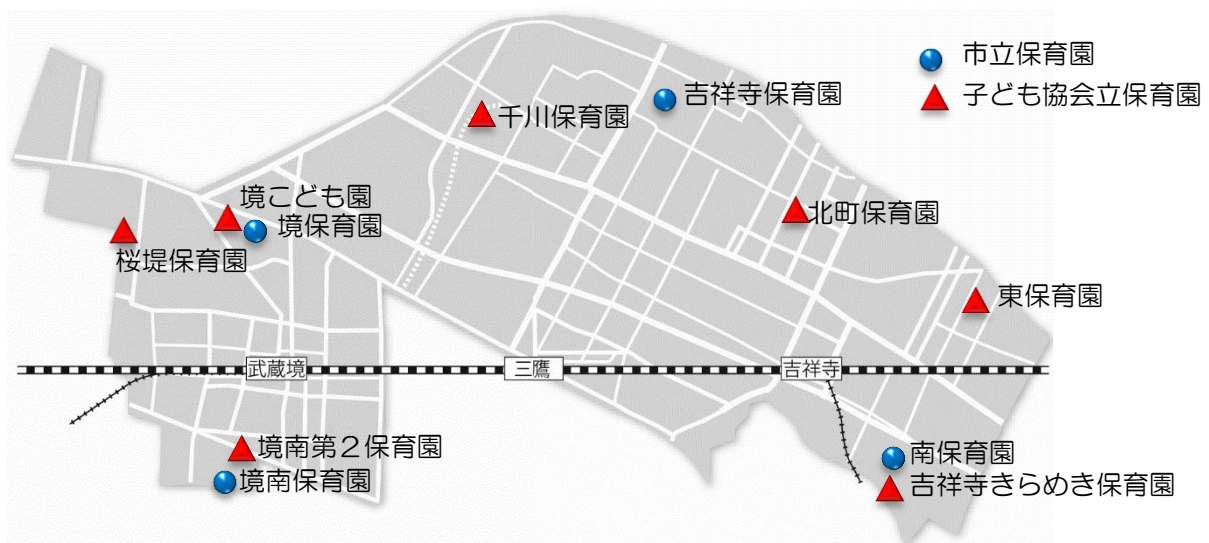 市立保育園
子ども協会立保育園
吉祥寺保育園
千川保育園
境こども園
境保育園
桜堤保育園
北町保育園
東保育園
武蔵境
三鷹
吉祥寺
境南第２保育園
境南保育園
南保育園
吉祥寺きらめき保育園